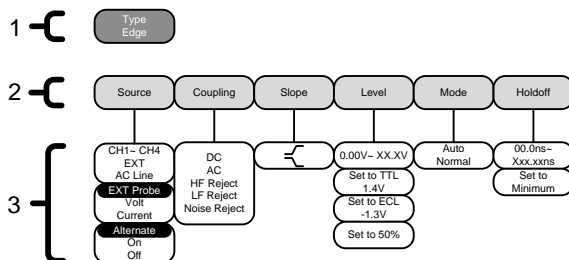 1
Type
Edge
2
Source
Coupling
Slope
Level
Mode
Holdoff
3
CH1~ CH4
EXT
AC Line
EXT Probe
Volt
Current
Alternate
On
Off
DC
AC
HF Reject
LF Reject
Noise Reject
0.00V~ XX.XV
Set to TTL
1.4V
Set to ECL
-1.3V
Set to 50%
Auto
Normal
00.0ns~
Xxx.xxns
Set to
Minimum